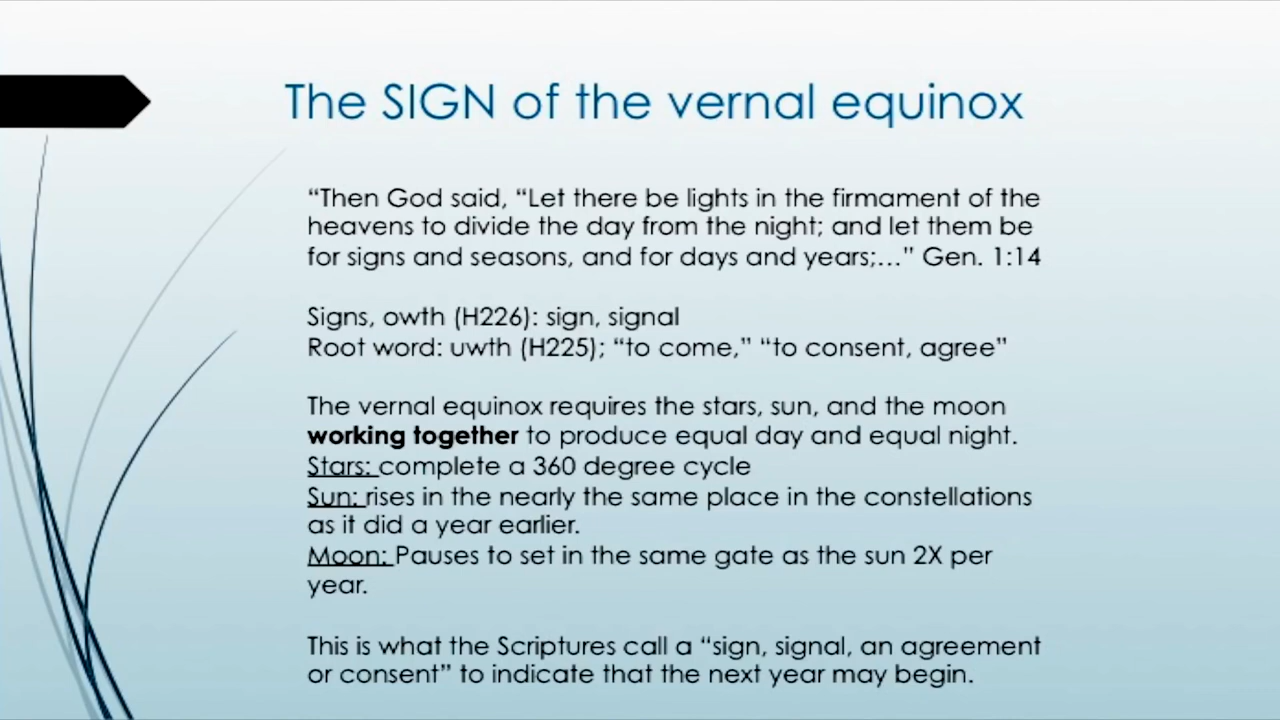 The SIGN of the vernal equinox
“Then God said, “Let there be lights in the firmament of the
heavens to divide the day from the night; and let them be
for signs and seasons, and for days and years;…” Gen. 1:14
Signs, owth (H226): sign, signal
Root word: uwth (H225); “to come,” “to consent, agree”
The vernal equinox requires the stars, sun, and the moon
working together to produce equal day and equal night.
Stars: complete a 360 degree cycle
Sun: rises in the nearly the same place in the constellations
as it did a year earlier.
Moon: Pauses to set in the same gate as the sun 2X per
year.
This is what the Scriptures call a “sign, signal, an agreement
or consent” to indicate that the next year may begin.